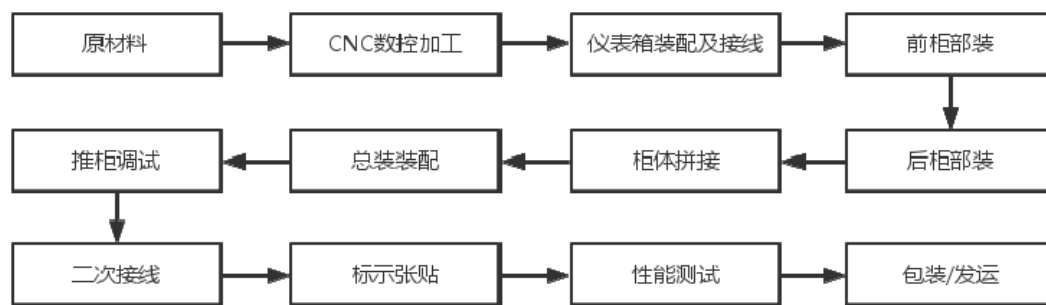 原材料
CNC数控加工
仪表箱装配及接线
前柜部装
后柜部装
柜体拼接
总装装配
推柜调试
二次接线
标示张贴
性能测试
包装/发运